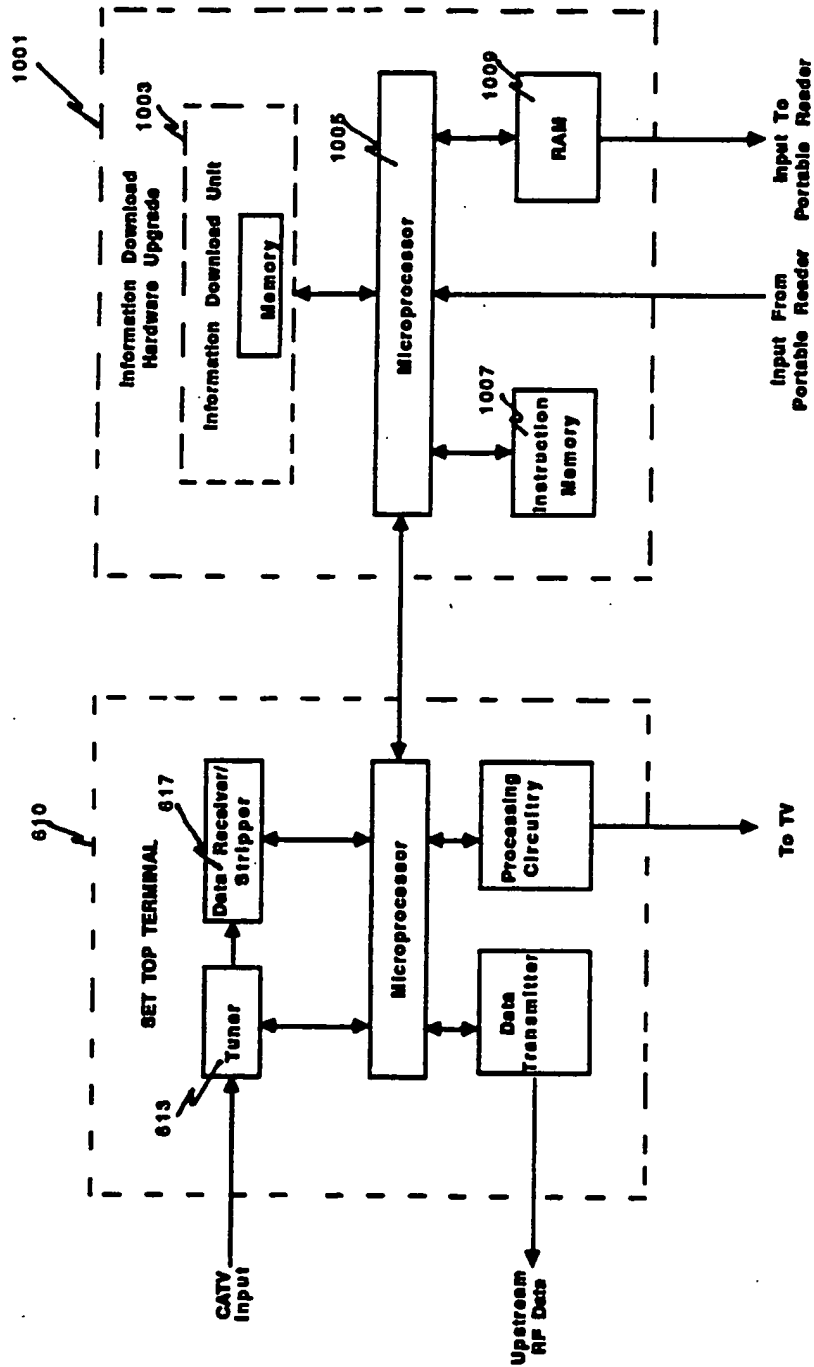 610
SET TOP TERMINAL
617
Data Receiver/
Stripper
613
Tuner
CATV
Input
Microprocessor
Data
Transmitter
Processing
Circuitry
Upstream
RF Data
To TV
1001
Information Download
Hardware Upgrade
1003
Information Download Unit
Memory
1005
Microprocessor
1007
Instruction
Memory
1009
RAM
Input From
Portable Reader
Input To
Portable Reader